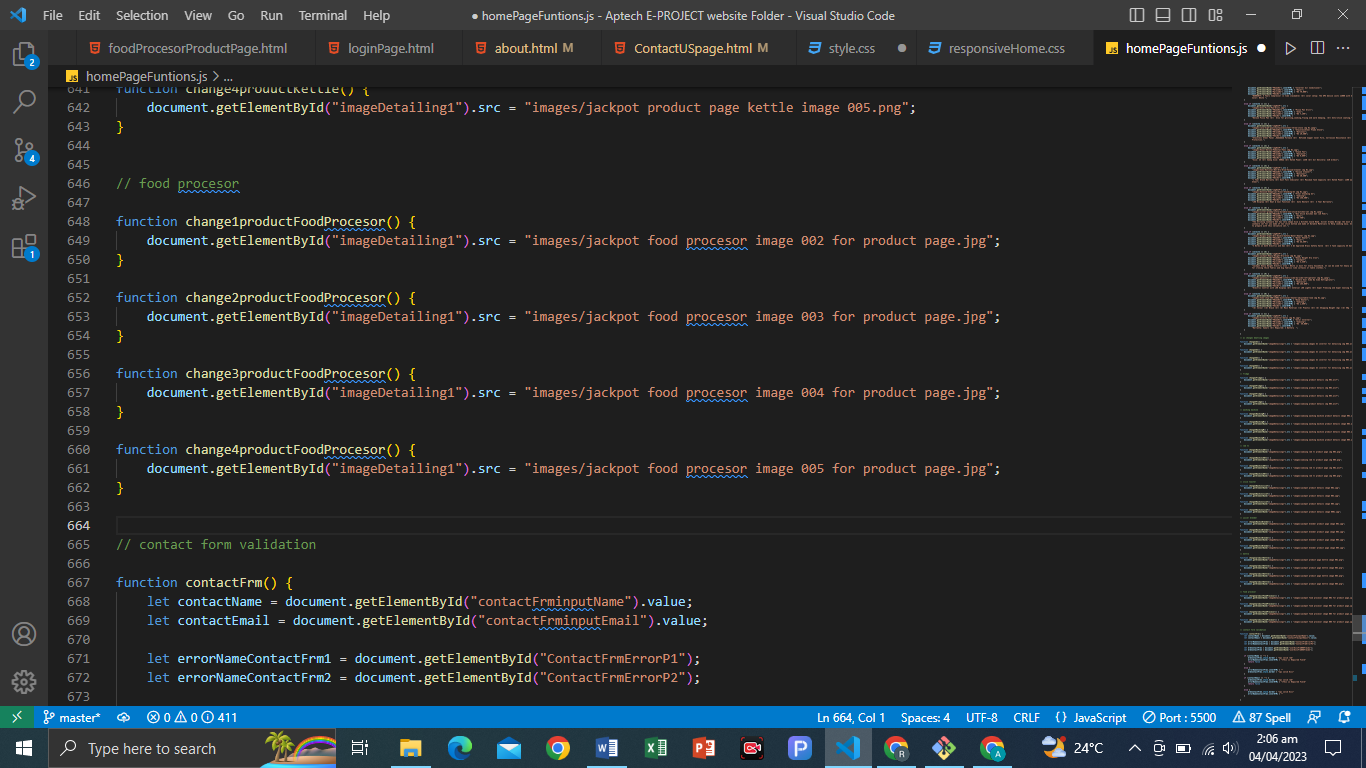 File Edit Selection View Go Run Terminal Help
● homePageFuntions.js - Aptech E-PROJECT website Folder - Visual Studio Code
foodProcesorProductPage.html loginPage.html about.html M ContactUSpage.html M style.css ● responsiveHome.css homePageFuntions.js ●
homePageFuntions.js > ...
641 function change4productKettle() {
642 document.getElementById("imageDetailing1").src = "images/jackpot product page kettle image 005.png";
643 }
644
645
646 // food procesor
647
648 function change1productFoodProcesor() {
649 document.getElementById("imageDetailing1").src = "images/jackpot food procesor image 002 for product page.jpg";
650 }
651
652 function change2productFoodProcesor() {
653 document.getElementById("imageDetailing1").src = "images/jackpot food procesor image 003 for product page.jpg";
654 }
655
656 function change3productFoodProcesor() {
657 document.getElementById("imageDetailing1").src = "images/jackpot food procesor image 004 for product page.jpg";
658 }
659
660 function change4productFoodProcesor() {
661 document.getElementById("imageDetailing1").src = "images/jackpot food procesor image 005 for product page.jpg";
662 }
663
664
665 // contact form validation
666
667 function contactFrm() {
668 let contactName = document.getElementById("contactFrminputName").value;
669 let contactEmail = document.getElementById("contactFrminputEmail").value;
670
671 let errorNameContactFrm1 = document.getElementById("ContactFrmErrorP1");
672 let errorNameContactFrm2 = document.getElementById("ContactFrmErrorP2");
673
2
4
1
master* 0 0 411 Ln 664, Col 1 Spaces: 4 UTF-8 CRLF {} JavaScript Port : 5500 87 Spell
Type here to search
24°C
2:06 am
04/04/2023